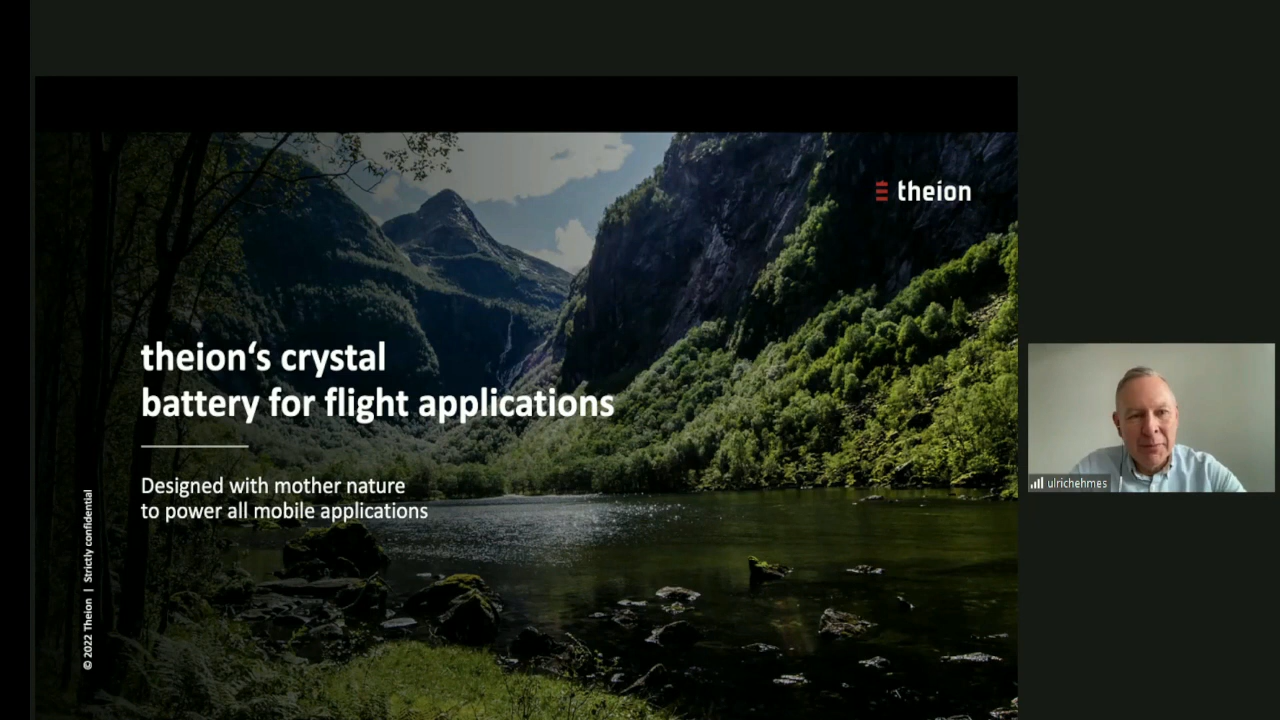 theion
theion‘s crystal
battery for flight applications
Designed with mother nature
to power all mobile applications
© 2022 Theion | Strictly confidential
ulrichehmes